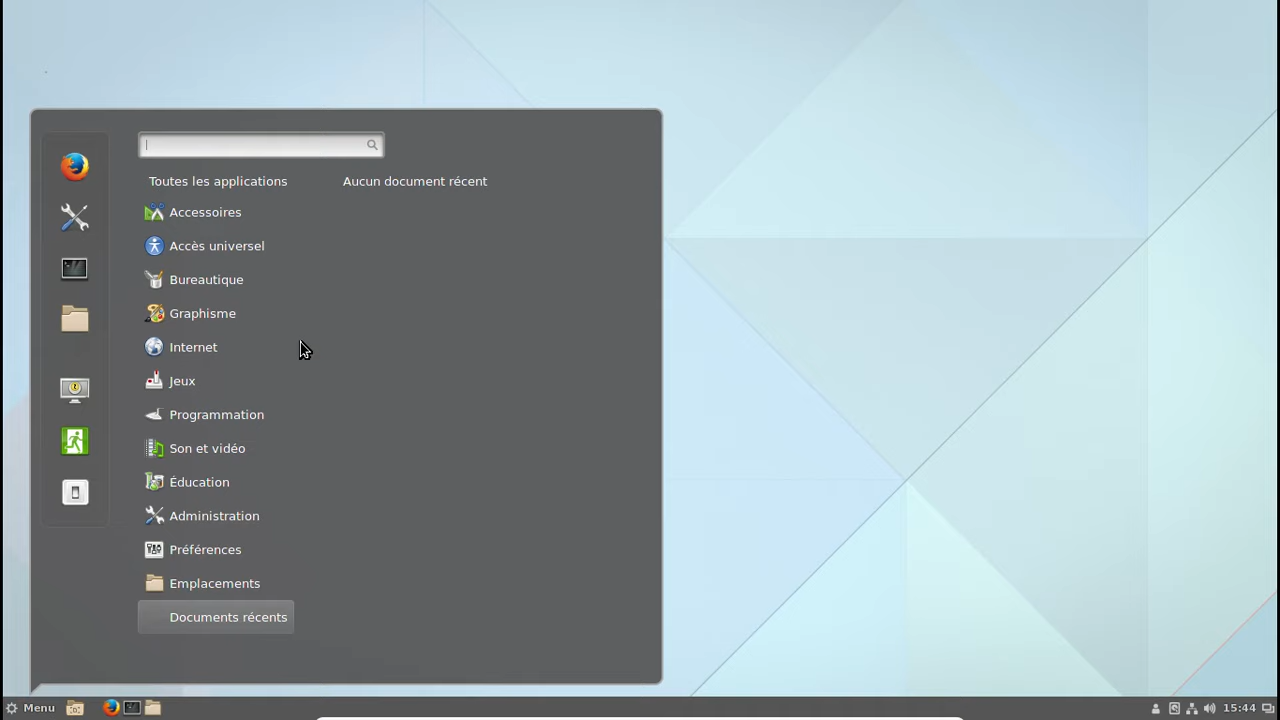 Toutes les applications
Aucun document récent
Accessoires
Accès universel
Bureautique
Graphisme
Internet
Jeux
Programmation
Son et vidéo
Éducation
Administration
Préférences
Emplacements
Documents récents
Menu
15:44